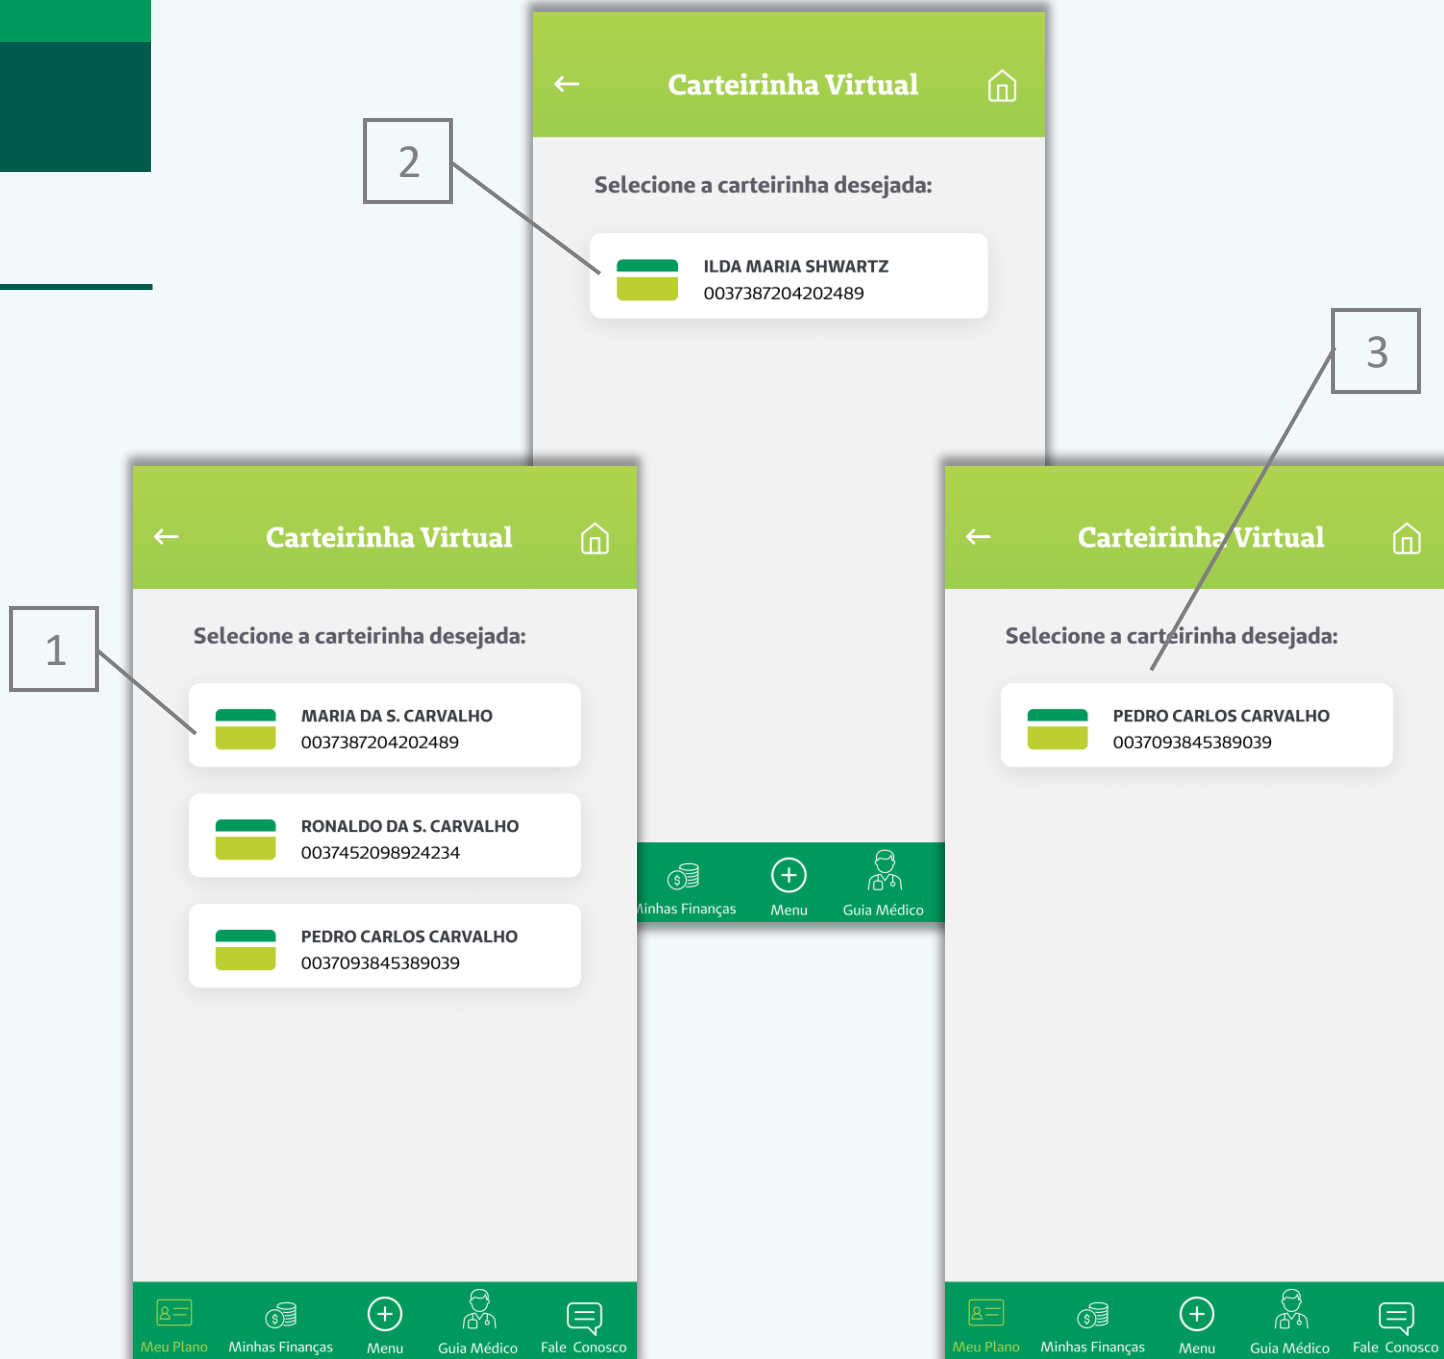 2
Carteirinha Virtual
Selecione a carteirinha desejada:
ILDA MARIA SHWARTZ
0037387204202489
Minhas Finanças
Menu
Guia Médico
1
Carteirinha Virtual
Selecione a carteirinha desejada:
MARIA DA S. CARVALHO
0037387204202489
RONALDO DA S. CARVALHO
0037452098924234
PEDRO CARLOS CARVALHO
0037093845389039
Meu Plano
Minhas Finanças
Menu
Guia Médico
Fale Conosco
3
Carteirinha Virtual
Selecione a carteirinha desejada:
PEDRO CARLOS CARVALHO
0037093845389039
Meu Plano
Minhas Finanças
Menu
Guia Médico
Fale Conosco